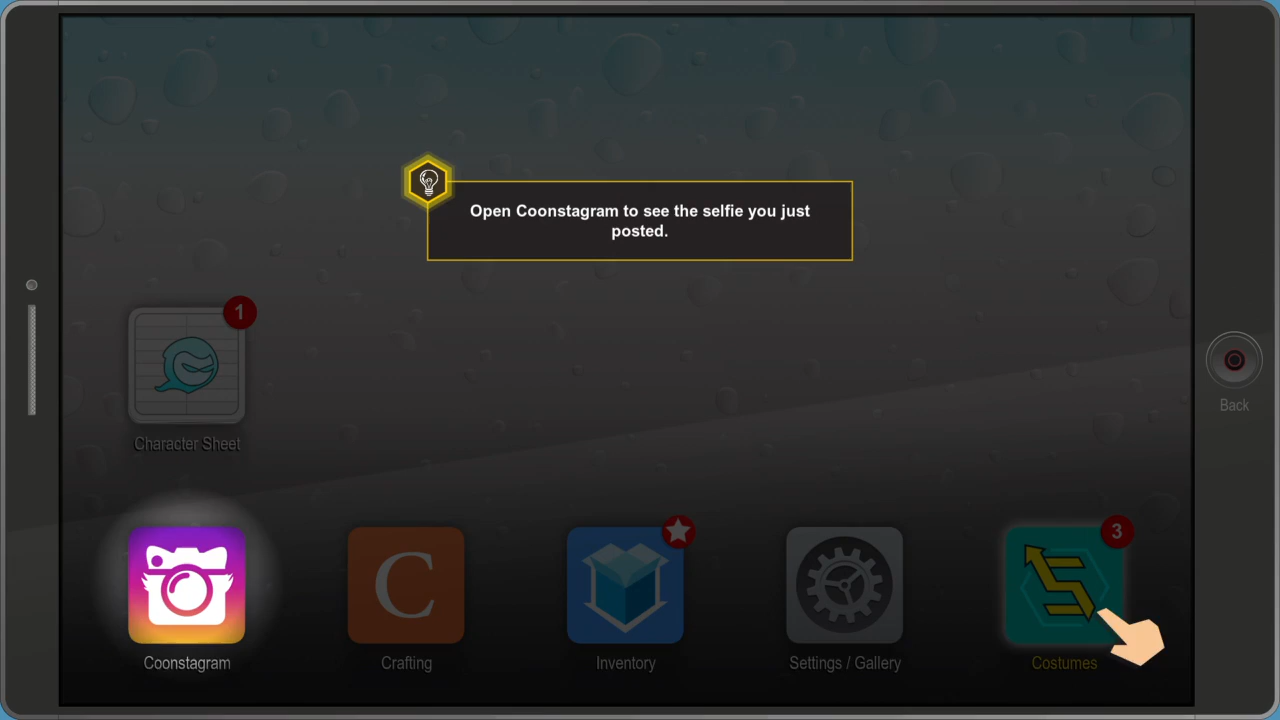 Open Coonstagram to see the selfie you just
posted.
1
Character Sheet
Back
3
C
Coonstagram
Crafting
Inventory
Settings / Gallery
Costumes